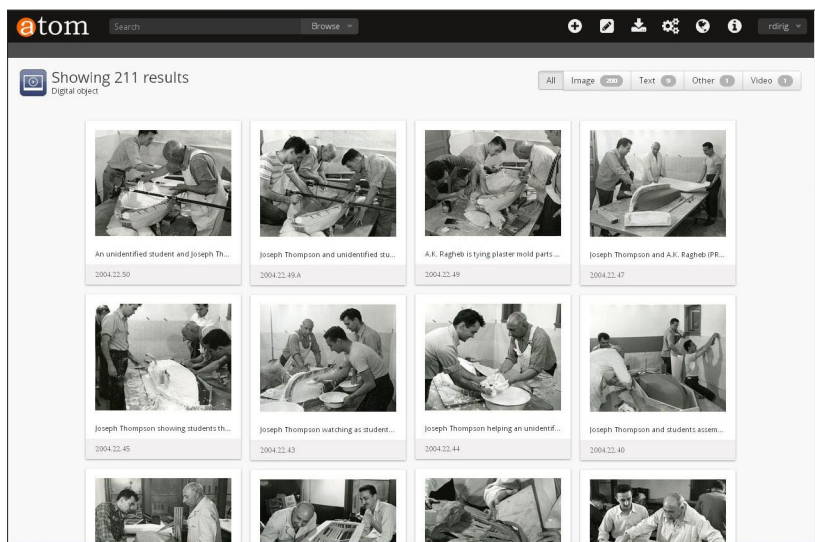 atom
Search
Browse
rdirig
Showing 211 results
Digital object
All
Image 200
Text 9
Other 1
Video 1
An unidentified student and Joseph Th...
Joseph Thompson and unidentified stu...
A.K. Ragheb is tying plaster mold parts ...
Joseph Thompson and A.K. Ragheb (PR...
2004.22.50
2004.22.49.A
2004.22.49
2004.22.47
Joseph Thompson showing students th...
Joseph Thompson watching as student...
Joseph Thompson helping an unidentif...
Joseph Thompson and students assem...
2004.22.45
2004.22.43
2004.22.44
2004.22.40